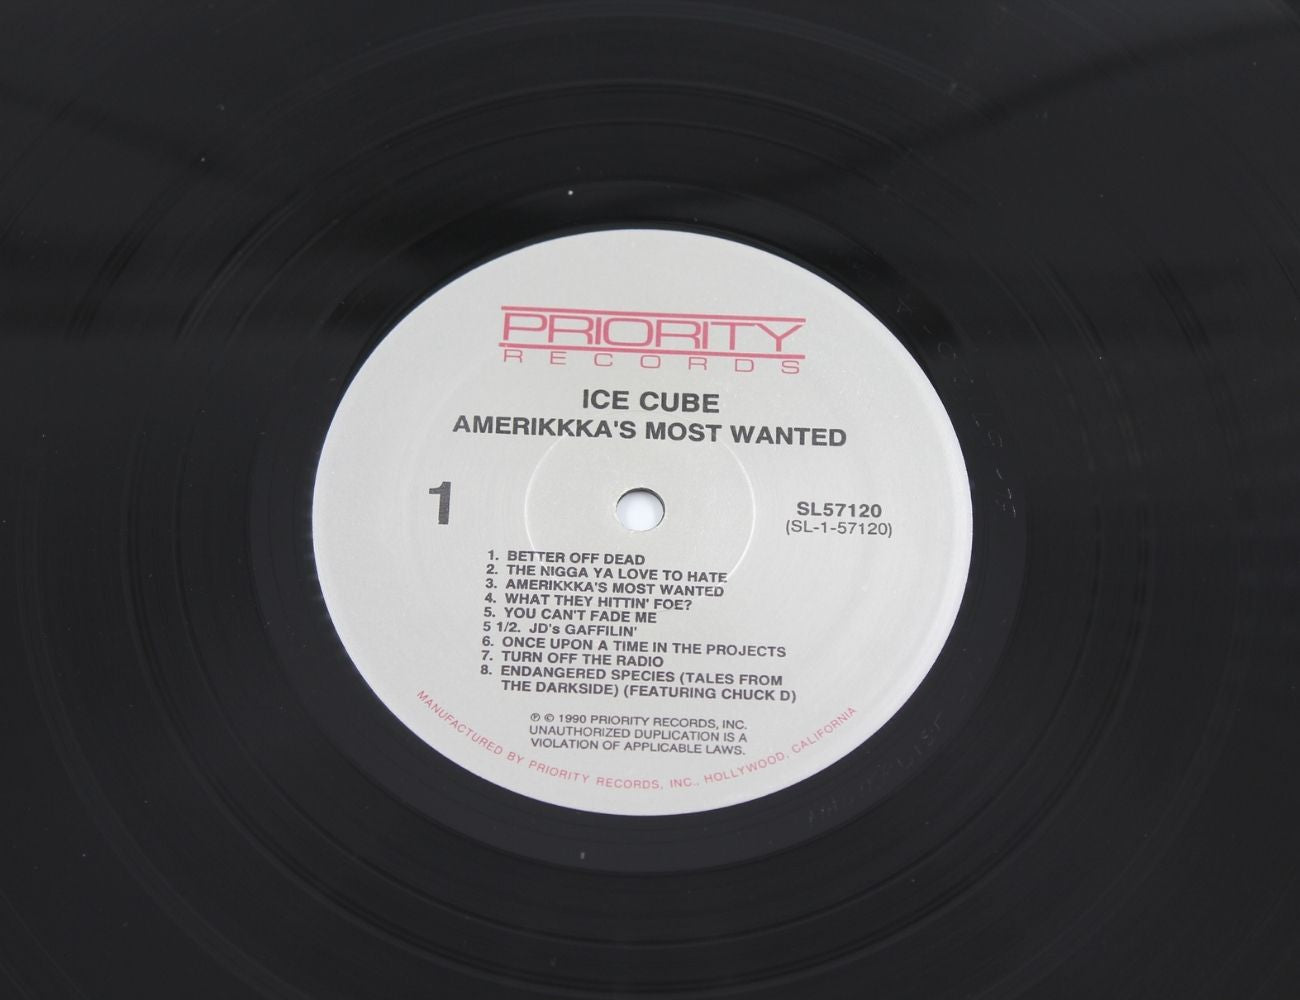 PRIORITY
RECORDS
ICE CUBE
AMERIKKKA'S MOST WANTED
1
SL57120
(SL-1-57120)
1. BETTER OFF DEAD
2. THE NIGGA YA LOVE TO HATE
3. AMERIKKKA'S MOST WANTED
4. WHAT THEY HITTIN' FOE?
5. YOU CAN'T FADE ME
5 1/2. JD's GAFFILIN'
6. ONCE UPON A TIME IN THE PROJECTS
7. TURN OFF THE RADIO
8. ENDANGERED SPECIES (TALES FROM
THE DARKSIDE) (FEATURING CHUCK D)
℗ © 1990 PRIORITY RECORDS, INC.
UNAUTHORIZED DUPLICATION IS A
VIOLATION OF APPLICABLE LAWS.
MANUFACTURED BY PRIORITY RECORDS, INC., HOLLYWOOD, CALIFORNIA